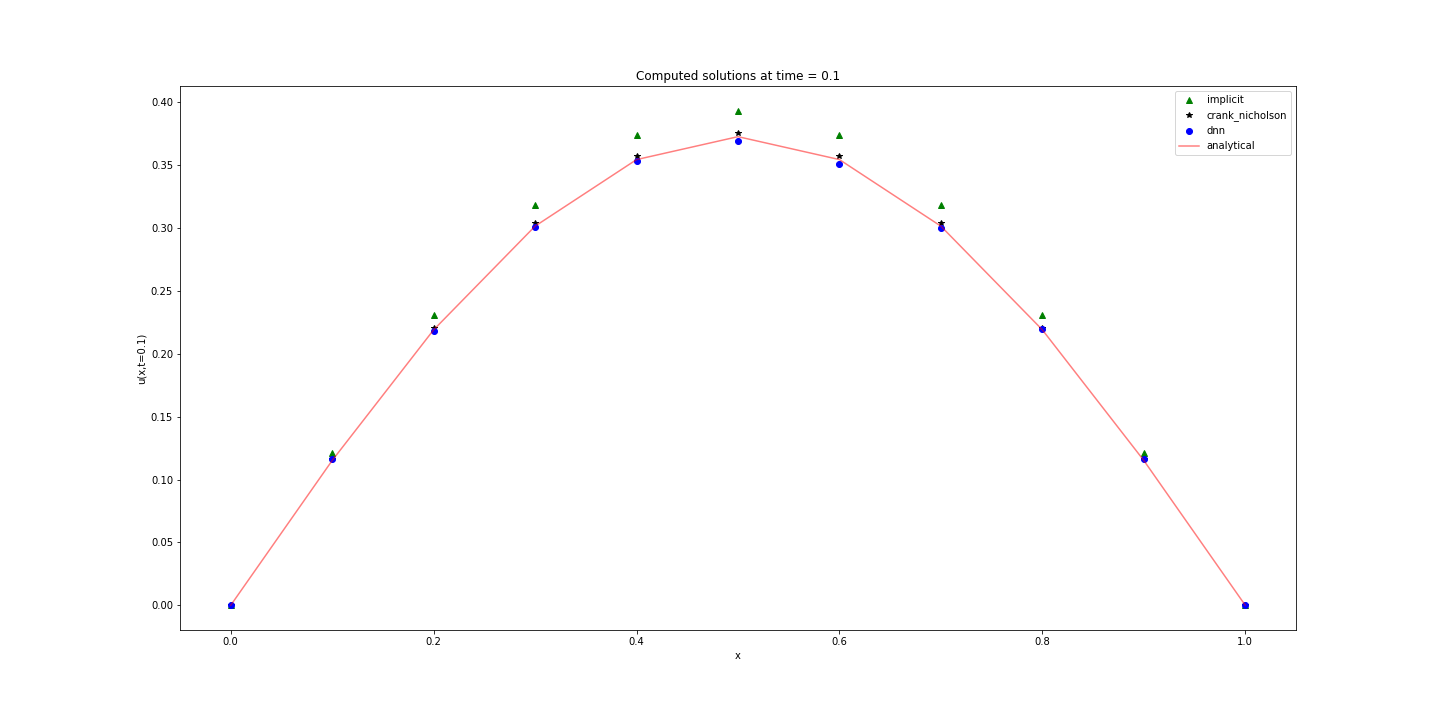 Computed solutions at time = 0.1
implicit
crank_nicholson
dnn
analytical
0.40
0.35
0.30
0.25
0.20
0.15
0.10
0.05
0.00
u(x,t=0.1)
0.0 0.2 0.4 0.6 0.8 1.0
x